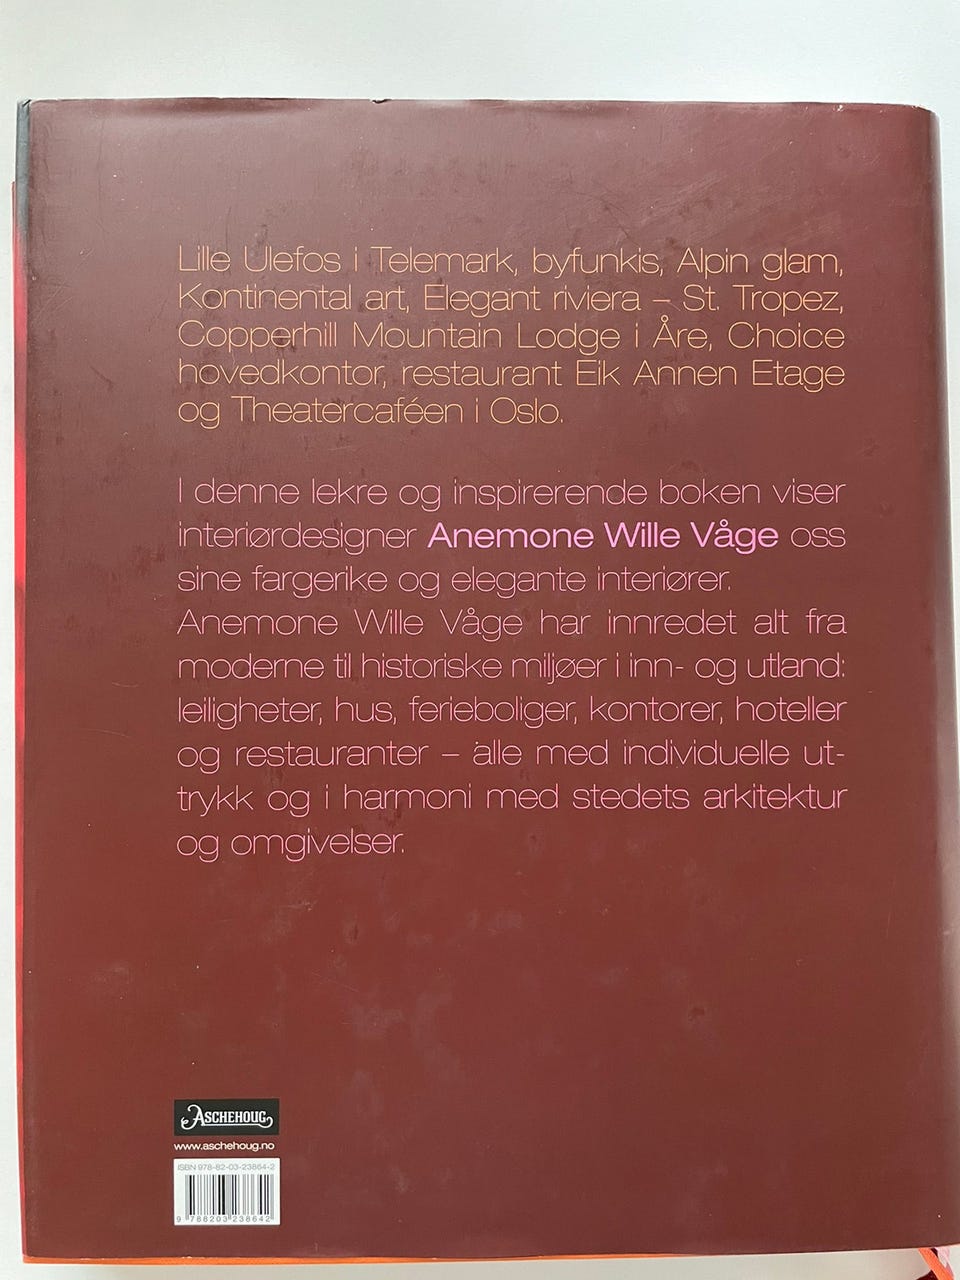 Lille Ulefos i Telemark, byfunkis, Alpin glam,
Kontinental art, Elegant riviera – St. Tropez,
Copperhill Mountain Lodge i Åre, Choice
hovedkontor, restaurant Eik Annen Etage
og Theatercaféen i Oslo.
I denne lekre og inspirerende boken viser
interiørdesigner Anemone Wille Våge oss
sine fargerike og elegante interiører.
Anemone Wille Våge har innredet alt fra
moderne til historiske miljøer i inn- og utland:
leiligheter, hus, ferieboliger, kontorer, hoteller
og restauranter – alle med individuelle ut-
trykk og i harmoni med stedets arkitektur
og omgivelser.
ASCHEHOUG
www.aschehoug.no
ISBN 978-82-03-23864-2
9 788203 238642